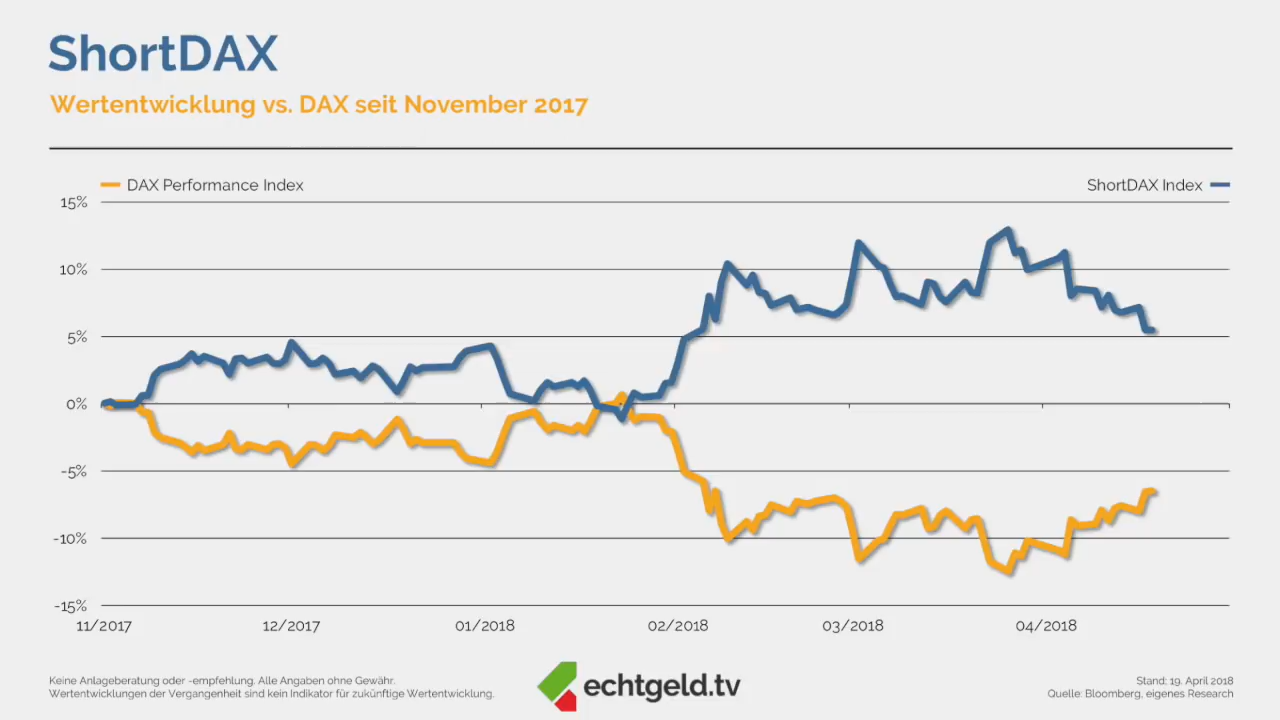 ShortDAX
Wertentwicklung vs. DAX seit November 2017
DAX Performance Index
ShortDAX Index
15%
10%
5%
0%
-5%
-10%
-15%
11/2017
12/2017
01/2018
02/2018
03/2018
04/2018
Keine Anlageberatung oder -empfehlung. Alle Angaben ohne Gewähr.
Wertentwicklungen der Vergangenheit sind kein Indikator für zukünftige Wertentwicklung.
echtgeld.tv
Stand: 19. April 2018
Quelle: Bloomberg, eigenes Research